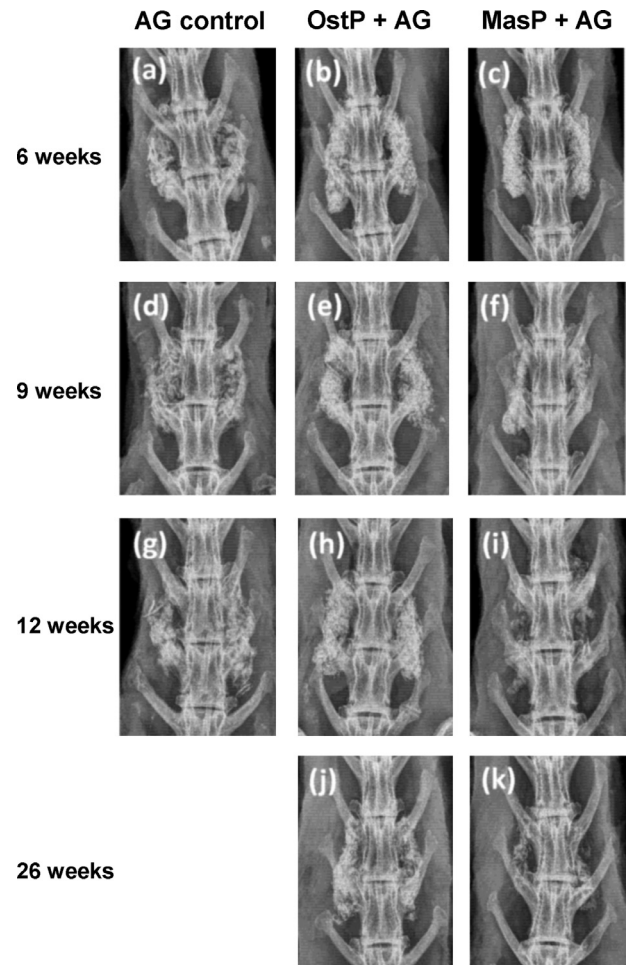 AG control OstP + AG MasP + AG
(a) (b) (c)
6 weeks
(d) (e) (f)
9 weeks
(g) (h) (i)
12 weeks
(j) (k)
26 weeks